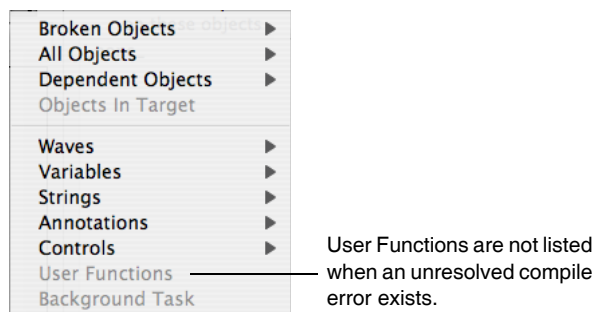 Broken Objects
All Objects
Dependent Objects
Objects In Target
Waves
Variables
Strings
Annotations
Controls
User Functions
Background Task
User Functions are not listed
when an unresolved compile
error exists.